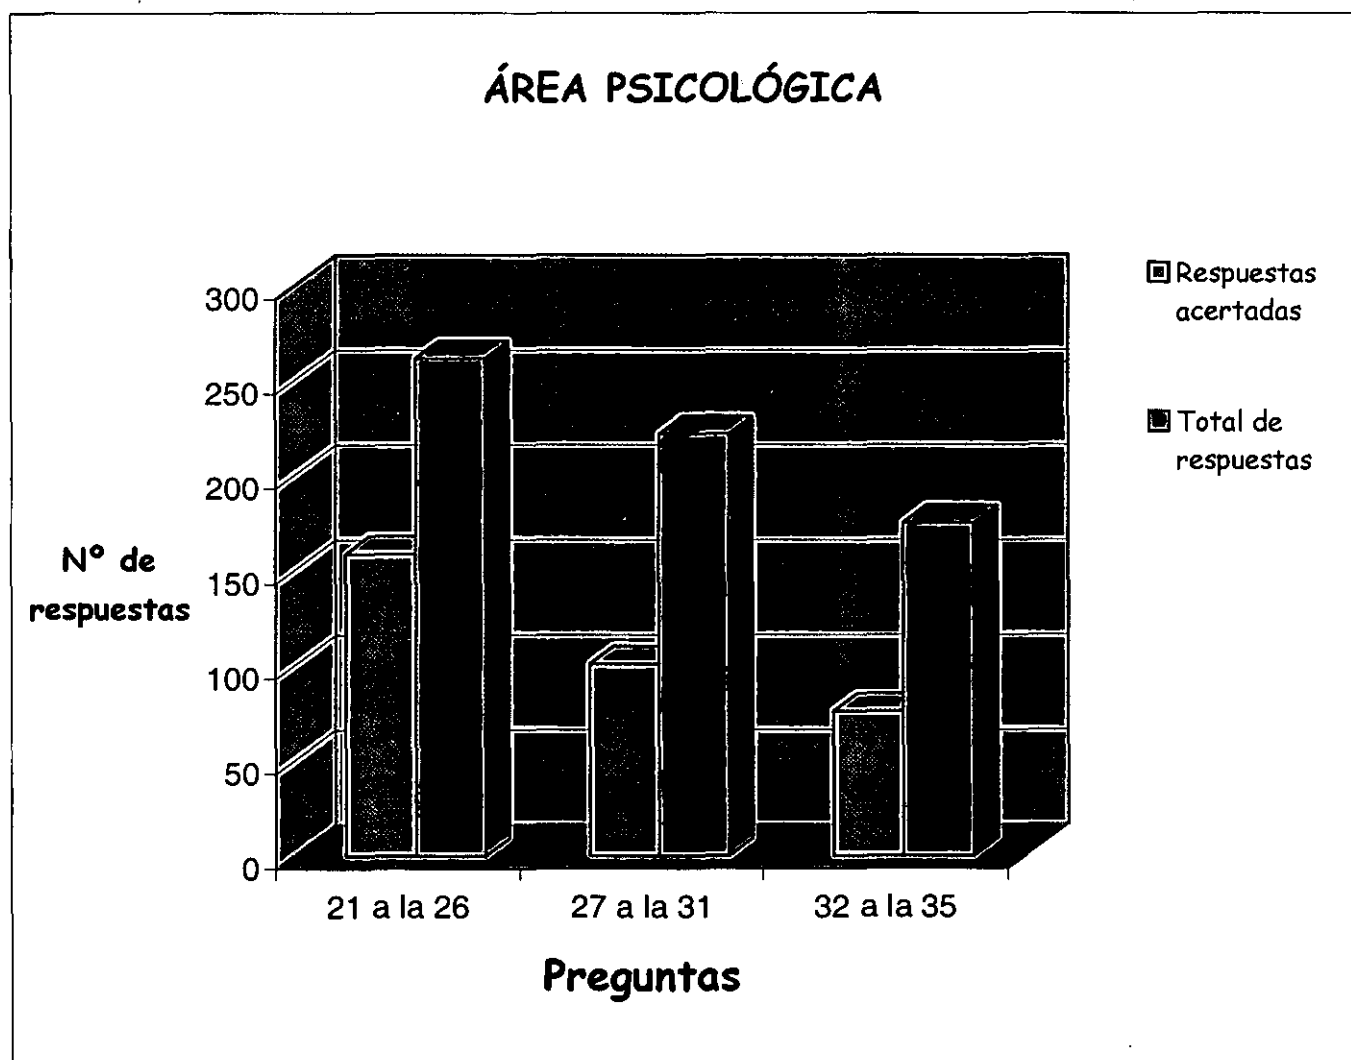 ÁREA PSICOLÓGICA
Respuestas
acertadas
Total de
respuestas
Nº de
respuestas
300
250
200
150
100
50
0
21 a la 26
27 a la 31
32 a la 35
Preguntas